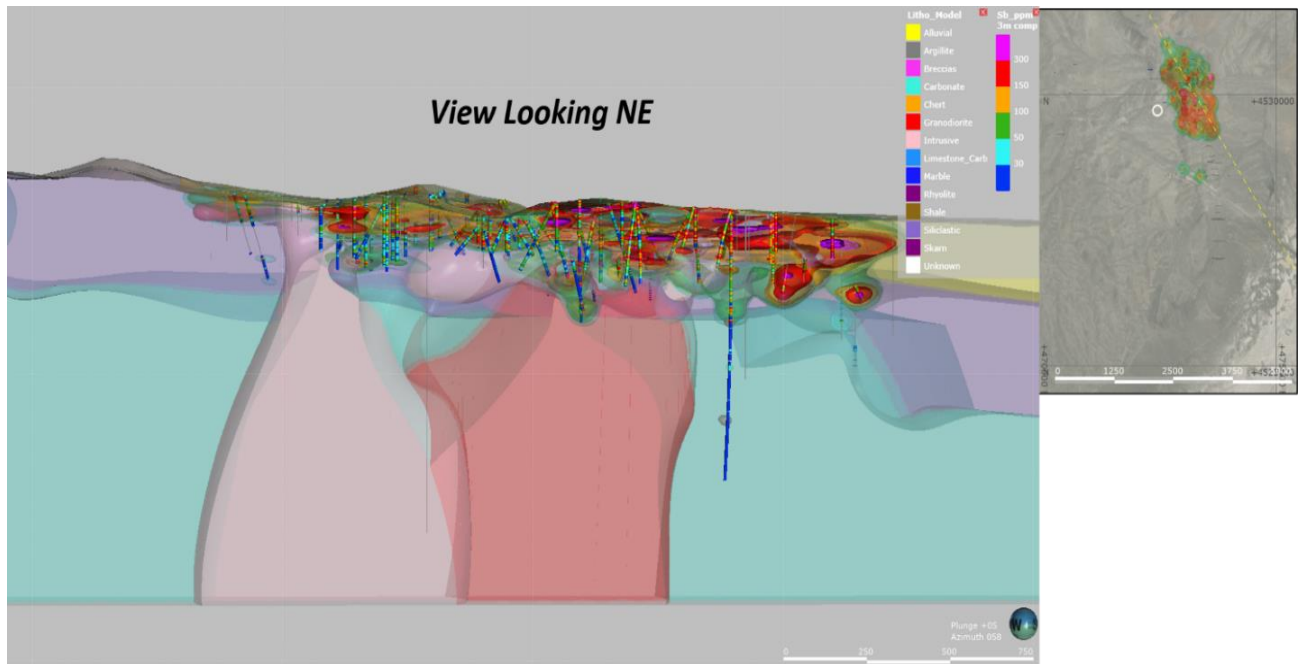 View Looking NE
Litho_Model
Alluvial
Argillite
Breccias
Carbonate
Chert
Granodiorite
Intrusive
Limestone_Carb
Marble
Rhyolite
Shale
Siliclastic
Skarn
Unknown
Sb_ppm
3m comp
300
150
100
50
30
Plunge +05
Azimuth 058
0 250 500 750
W
N
+4530000
0 1250 2500 3750